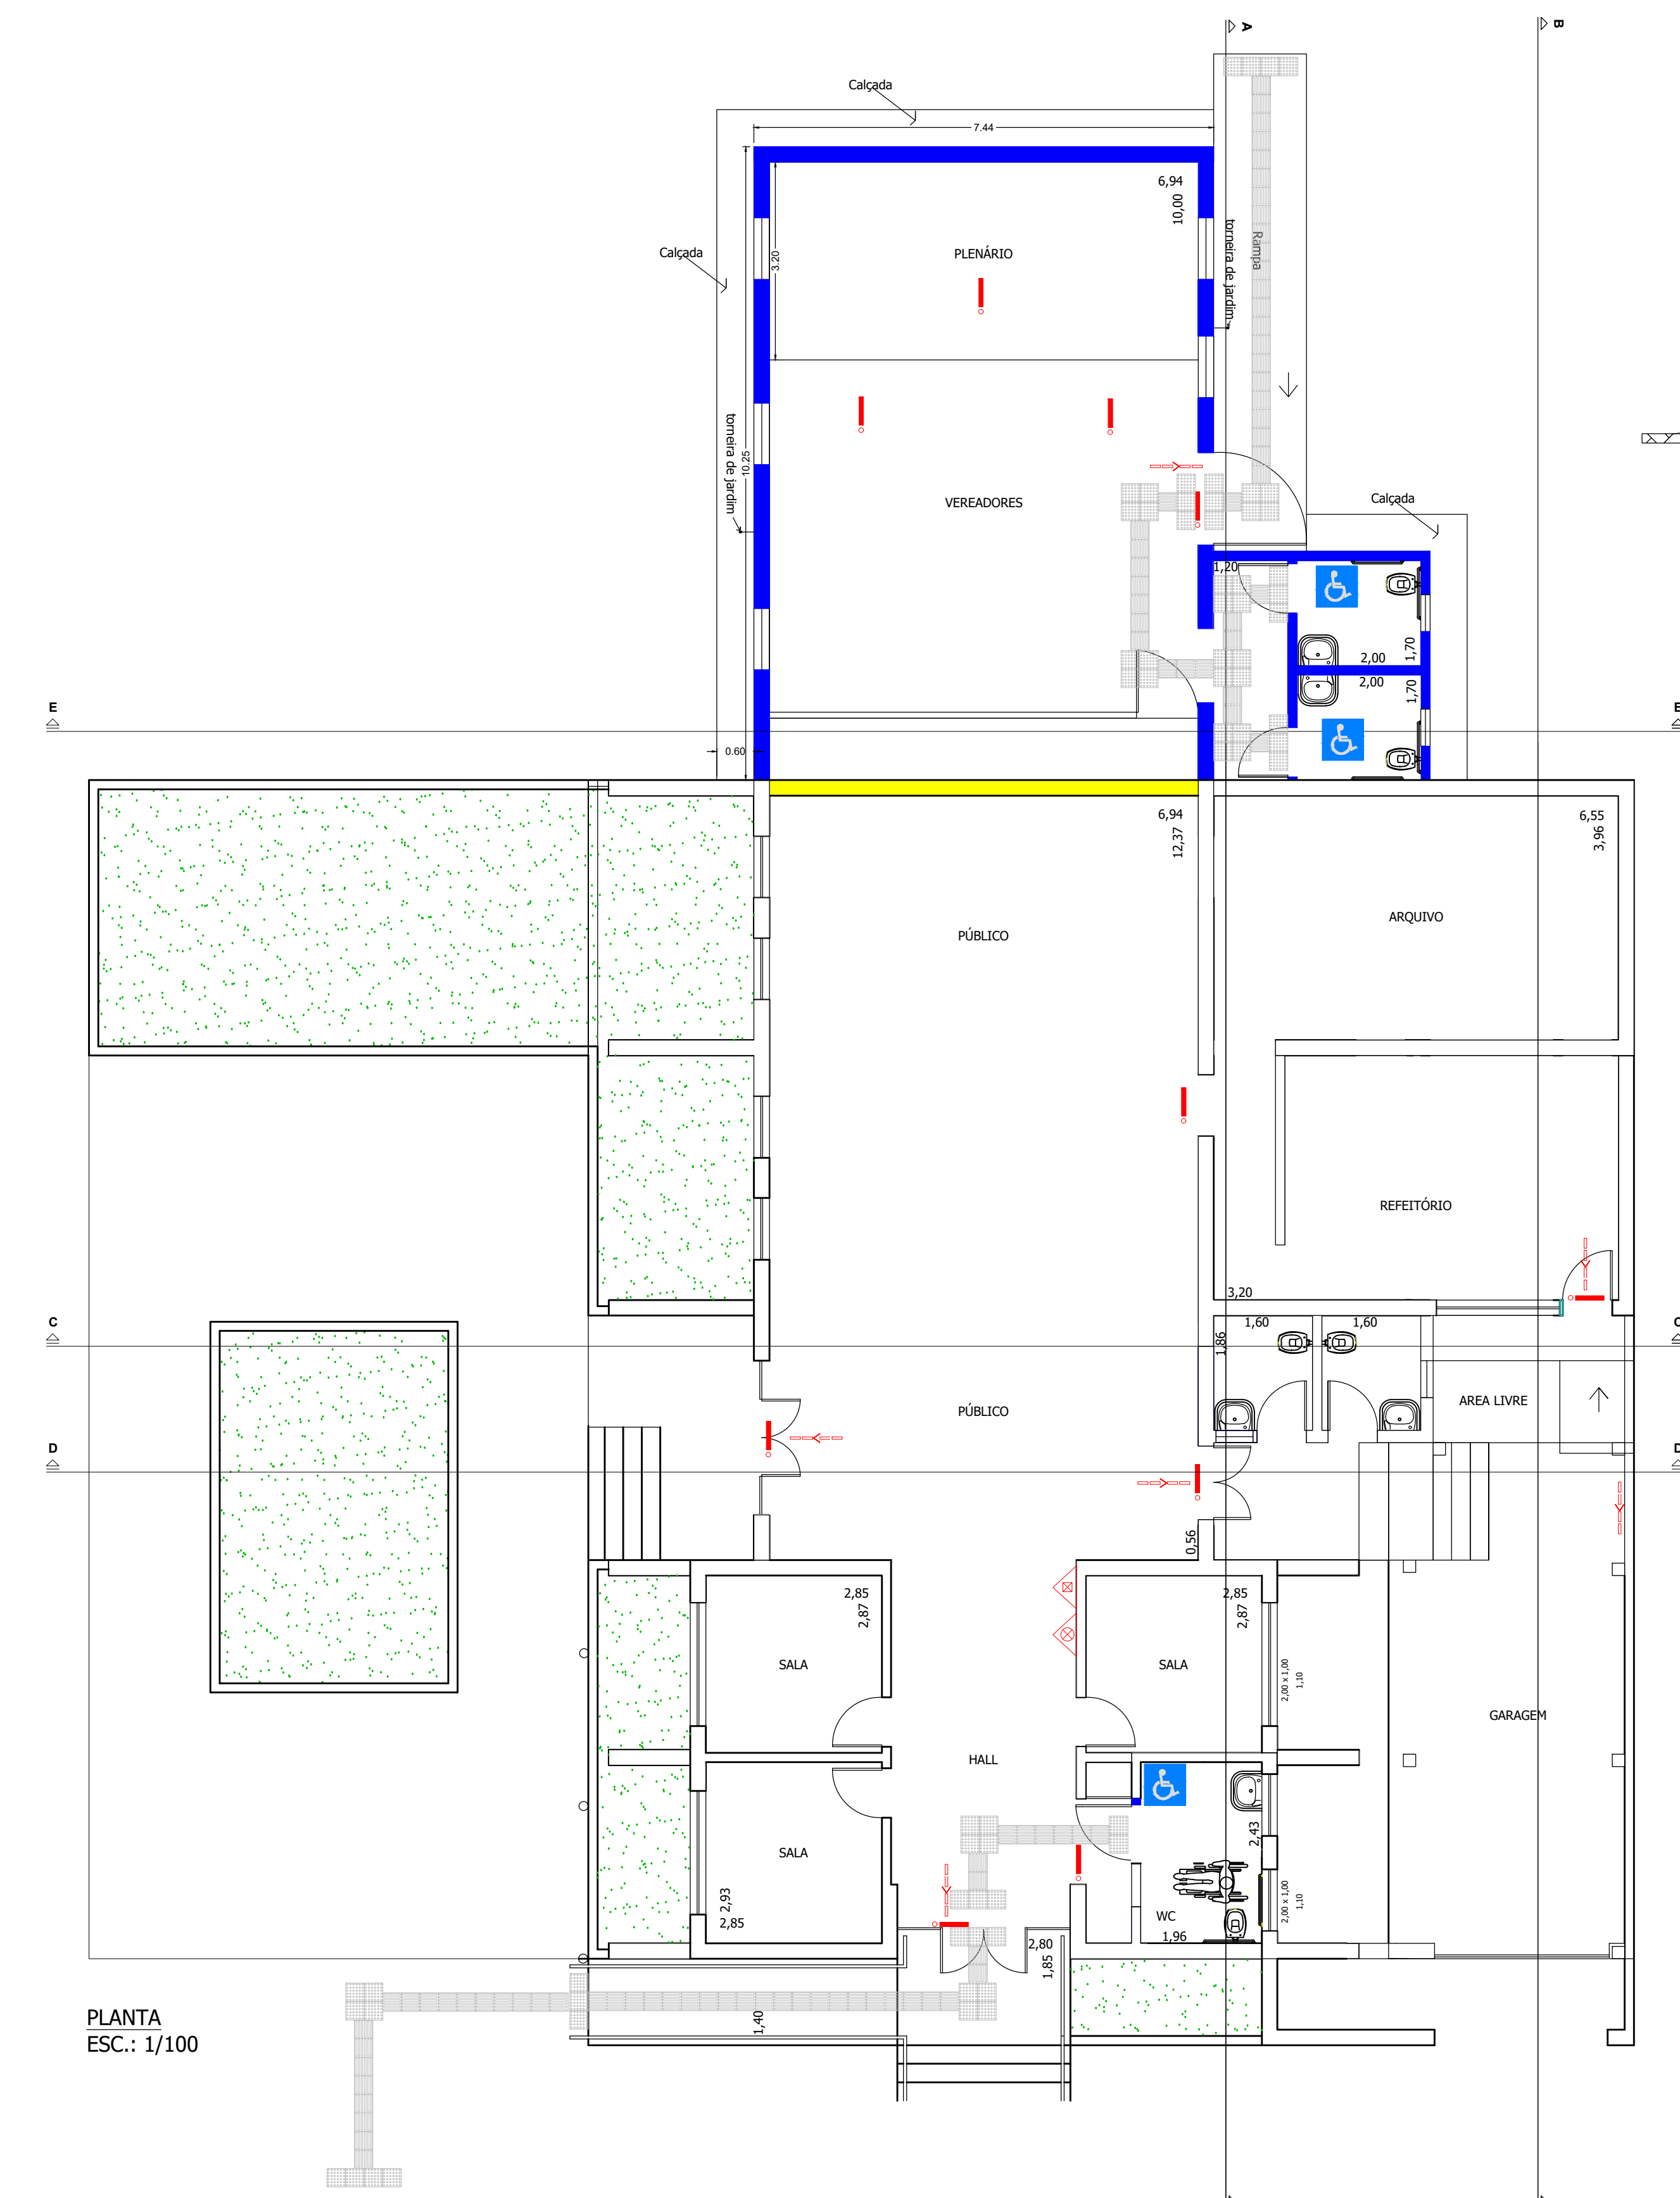 A
B
Calçada
7.44
6,94
10,00
torneira de jardim
Rampa
Calçada
3.20
PLENÁRIO
torneira de jardim
10.25
VEREADORES
Calçada
1,20
2,00
1,70
2,00
1,70
E
E
0.60
6,94
12,37
6,55
3,96
PÚBLICO
ARQUIVO
REFEITÓRIO
3,20
C
1,86
1,60
1,60
PÚBLICO
AREA LIVRE
D
0,56
2,85
2,87
2,85
2,87
SALA
SALA
2,00 x 1,00
1,10
GARAGEM
HALL
2,43
SALA
2,93
2,85
2,00 x 1,00
1,10
WC
1,96
2,80
1,85
1,40
PLANTA
ESC.: 1/100